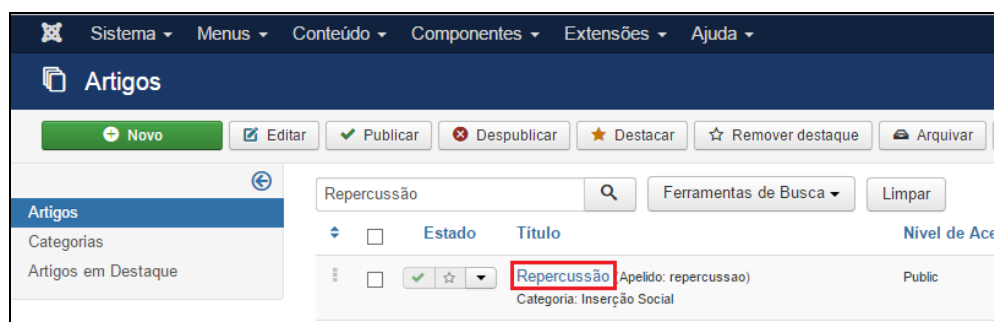 Sistema Menus Conteúdo Componentes Extensões Ajuda
Artigos
Novo Editar Publicar Despublicar Destacar Remover destaque Arquivar
Repercussão Ferramentas de Busca Limpar
Artigos
Categorias
Artigos em Destaque
Estado Título Nível de Ace
Repercussão (Apelido: repercussao) Public
Categoria: Inserção Social